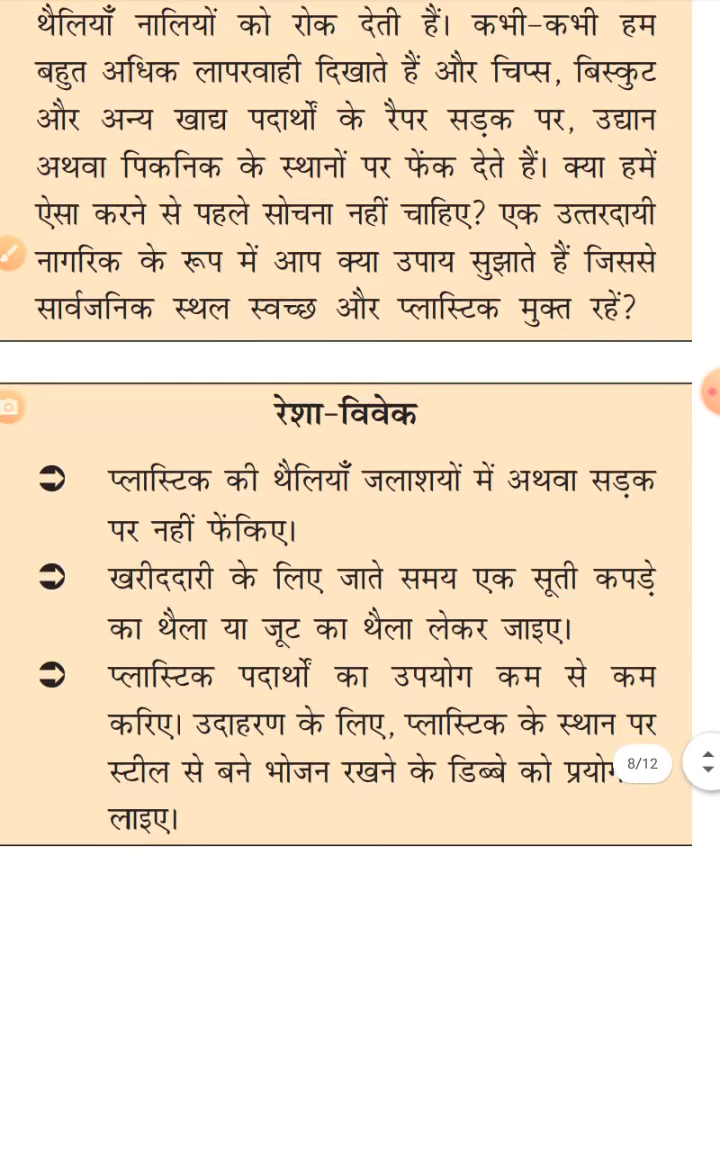 थैलियाँ नालियों को रोक देती हैं। कभी-कभी हम
बहुत अधिक लापरवाही दिखाते हैं और चिप्स, बिस्कुट
और अन्य खाद्य पदार्थों के रैपर सड़क पर, उद्यान
अथवा पिकनिक के स्थानों पर फेंक देते हैं। क्या हमें
ऐसा करने से पहले सोचना नहीं चाहिए? एक उत्तरदायी
नागरिक के रूप में आप क्या उपाय सुझाते हैं जिससे
सार्वजनिक स्थल स्वच्छ और प्लास्टिक मुक्त रहें?
रेशा-विवेक
प्लास्टिक की थैलियाँ जलाशयों में अथवा सड़क
पर नहीं फेंकिए।
खरीददारी के लिए जाते समय एक सूती कपड़े
का थैला या जूट का थैला लेकर जाइए।
प्लास्टिक पदार्थों का उपयोग कम से कम
करिए। उदाहरण के लिए, प्लास्टिक के स्थान पर
स्टील से बने भोजन रखने के डिब्बे को
8/12
लाइए।